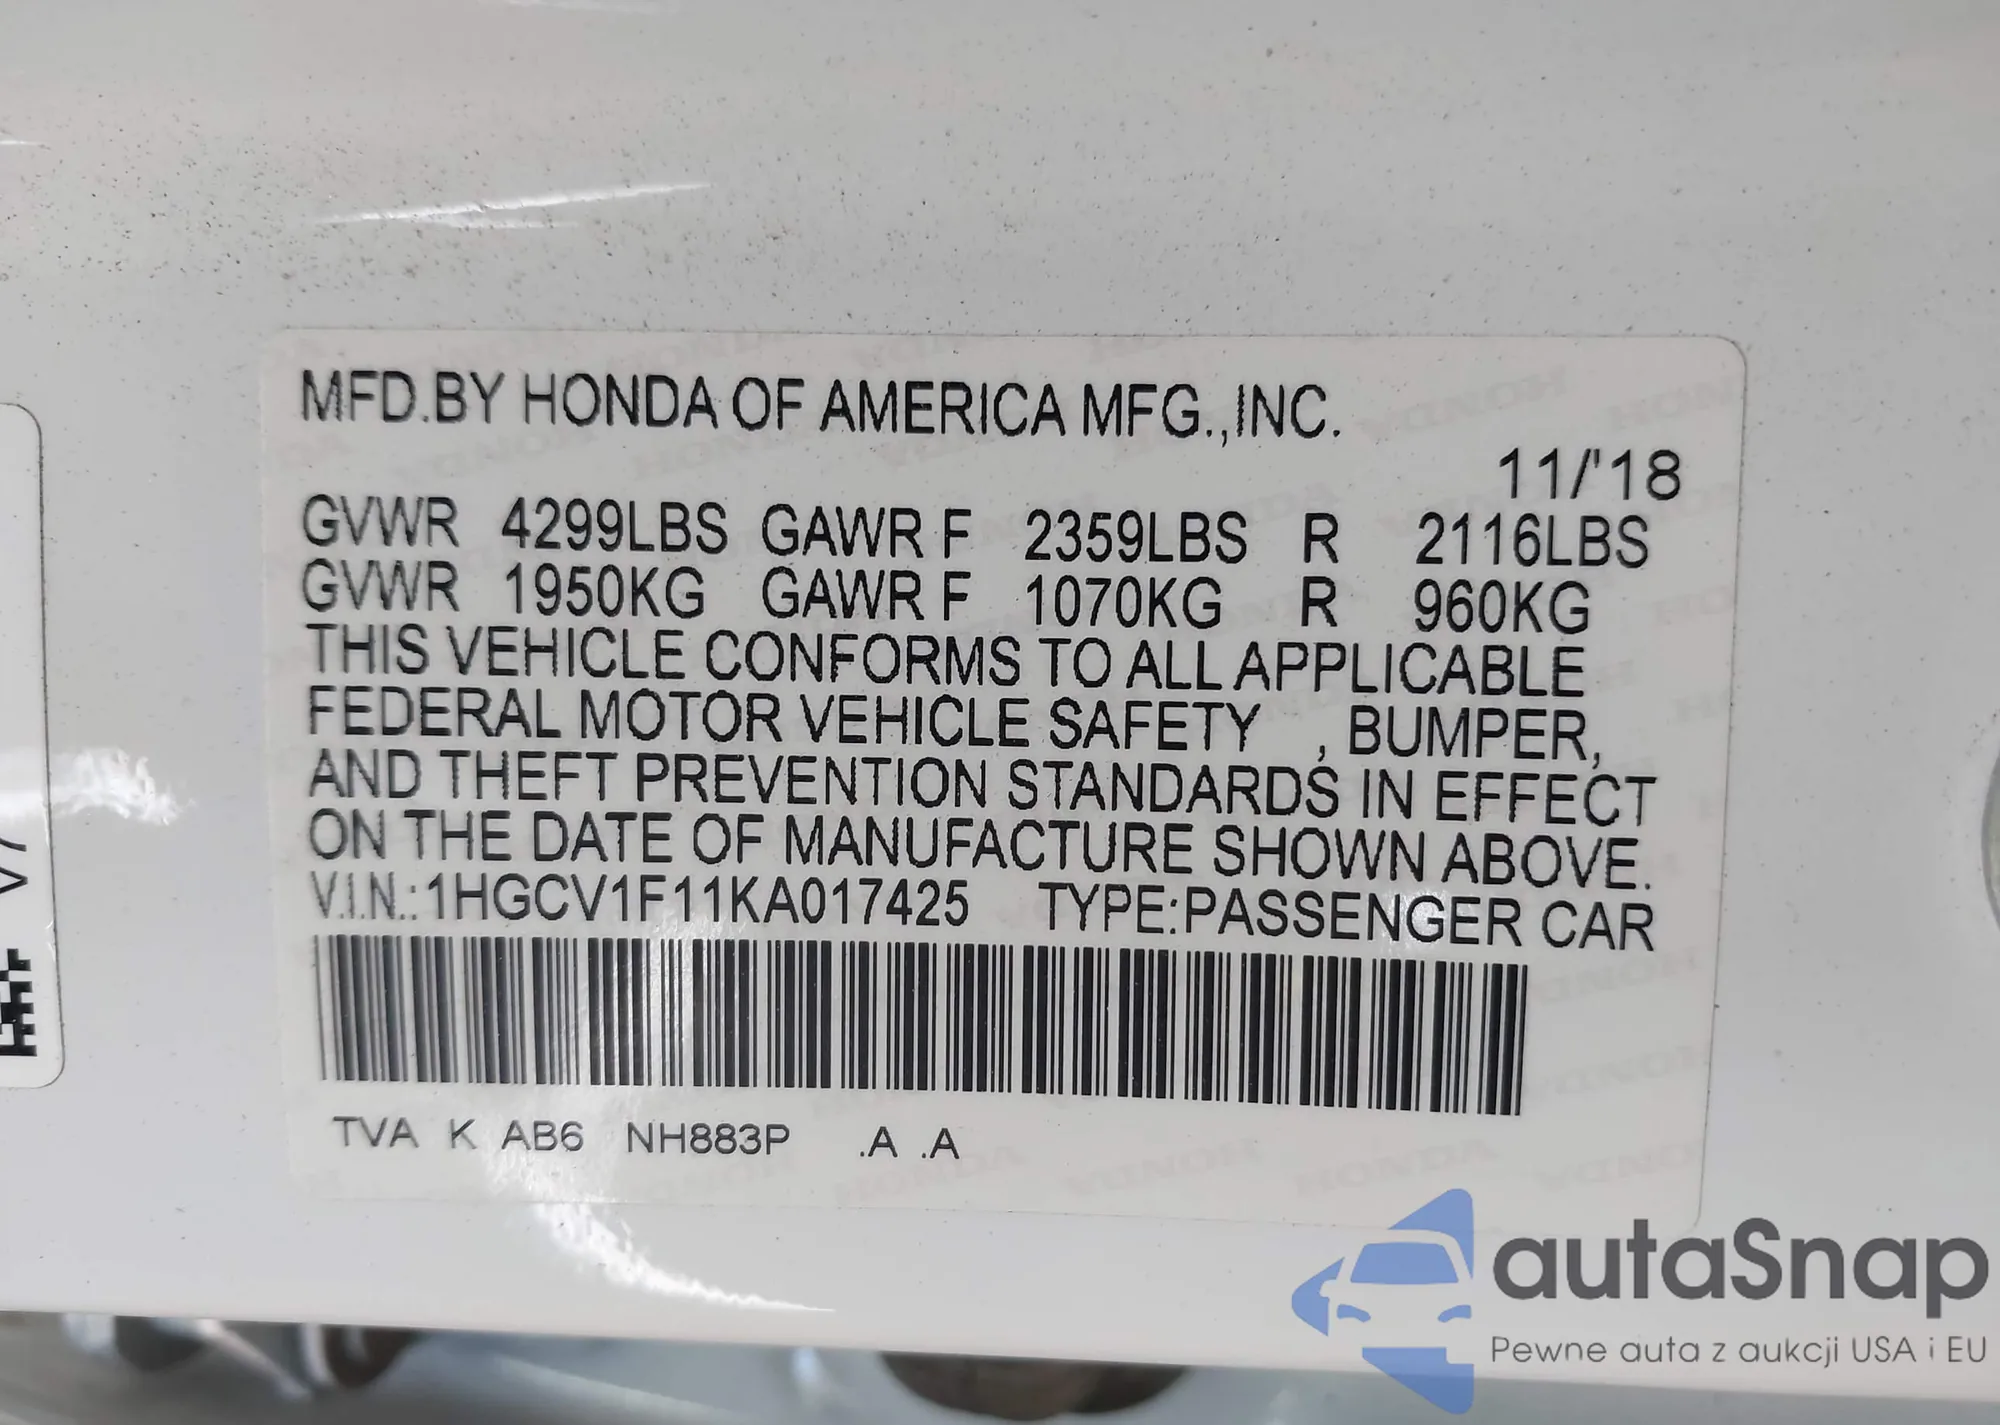 MFD.BY HONDA OF AMERICA MFG.,INC.
11/'18
GVWR 4299LBS GAWR F 2359LBS R 2116LBS
GVWR 1950KG GAWR F 1070KG R 960KG
THIS VEHICLE CONFORMS TO ALL APPLICABLE
FEDERAL MOTOR VEHICLE SAFETY , BUMPER,
AND THEFT PREVENTION STANDARDS IN EFFECT
ON THE DATE OF MANUFACTURE SHOWN ABOVE.
V.I.N.:1HGCV1F11KA017425 TYPE:PASSENGER CAR
TVA K AB6 NH883P .A .A
autaSnap
Pewne auta z aukcji USA i EU